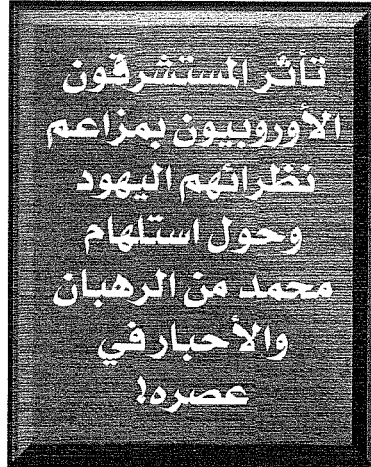 تأثر المستشرقون
الأوروبيون بمزاعم
نظرائهم اليهود
وحول استلهام
محمد من الرهبان
والأحبار في
عصره!